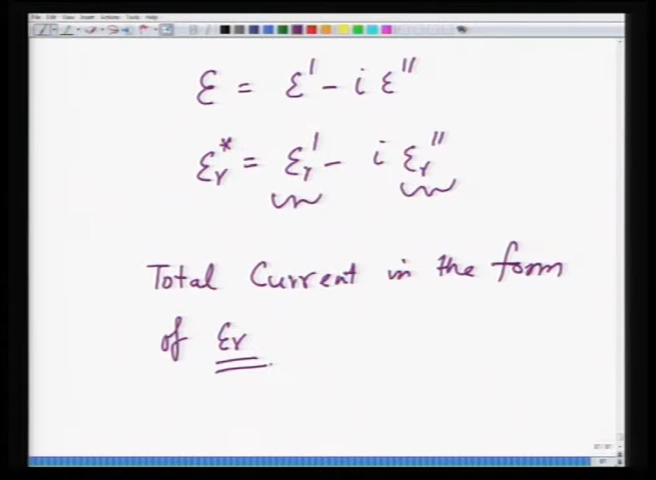 ε = ε' - i ε''
εᵣ* = εᵣ' - i εᵣ''
Total Current in the form
of εᵣ